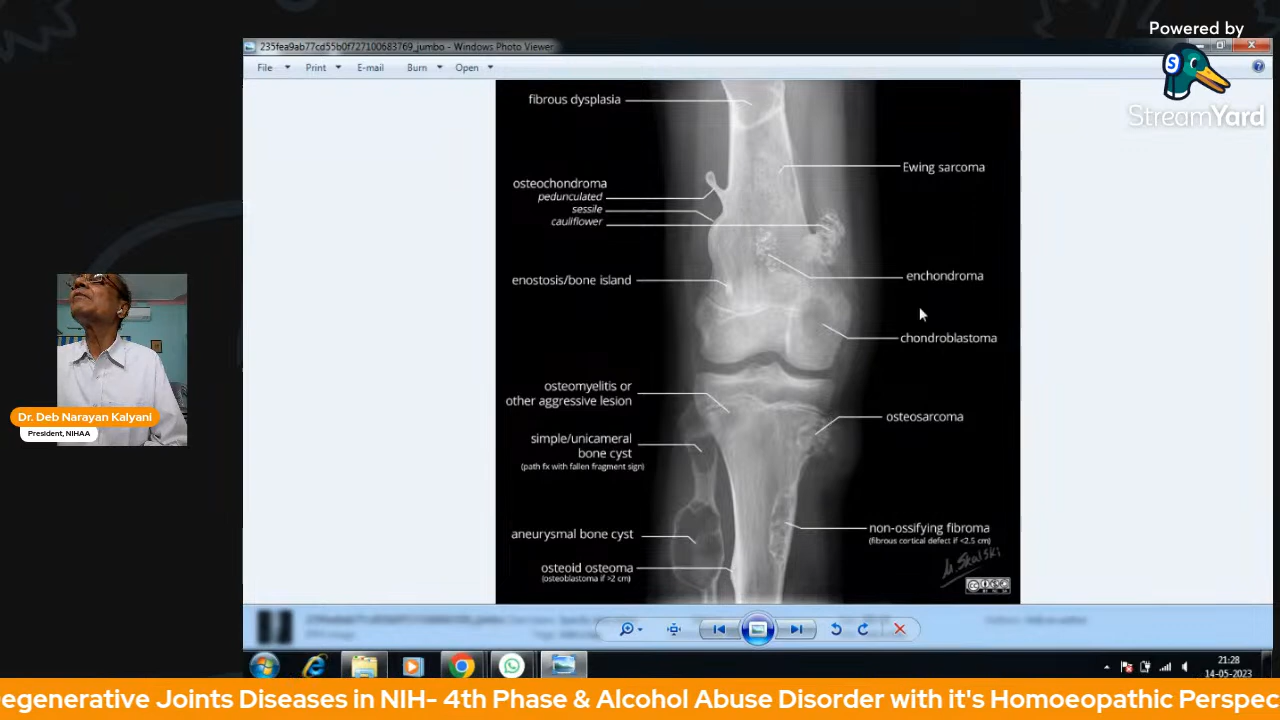 Powered by
StreamYard
235fea9ab77cd55b0f727100683769_jumbo - Windows Photo Viewer
File Print E-mail Burn Open
fibrous dysplasia
Ewing sarcoma
osteochondroma
pedunculated
sessile
cauliflower
enostosis/bone island
enchondroma
chondroblastoma
osteomyelitis or
other aggressive lesion
osteosarcoma
simple/unicameral
bone cyst
(path fx with fallen fragment sign)
aneurysmal bone cyst
non-ossifying fibroma
(fibrous cortical defect if <2.5 cm)
osteoid osteoma
(osteoblastoma if >2 cm)
M.Skalski
Dr. Deb Narayan Kalyani
President, NIHAA
21:28
14-05-2023
egenerative Joints Diseases in NIH- 4th Phase & Alcohol Abuse Disorder with it's Homoeopathic Perspec